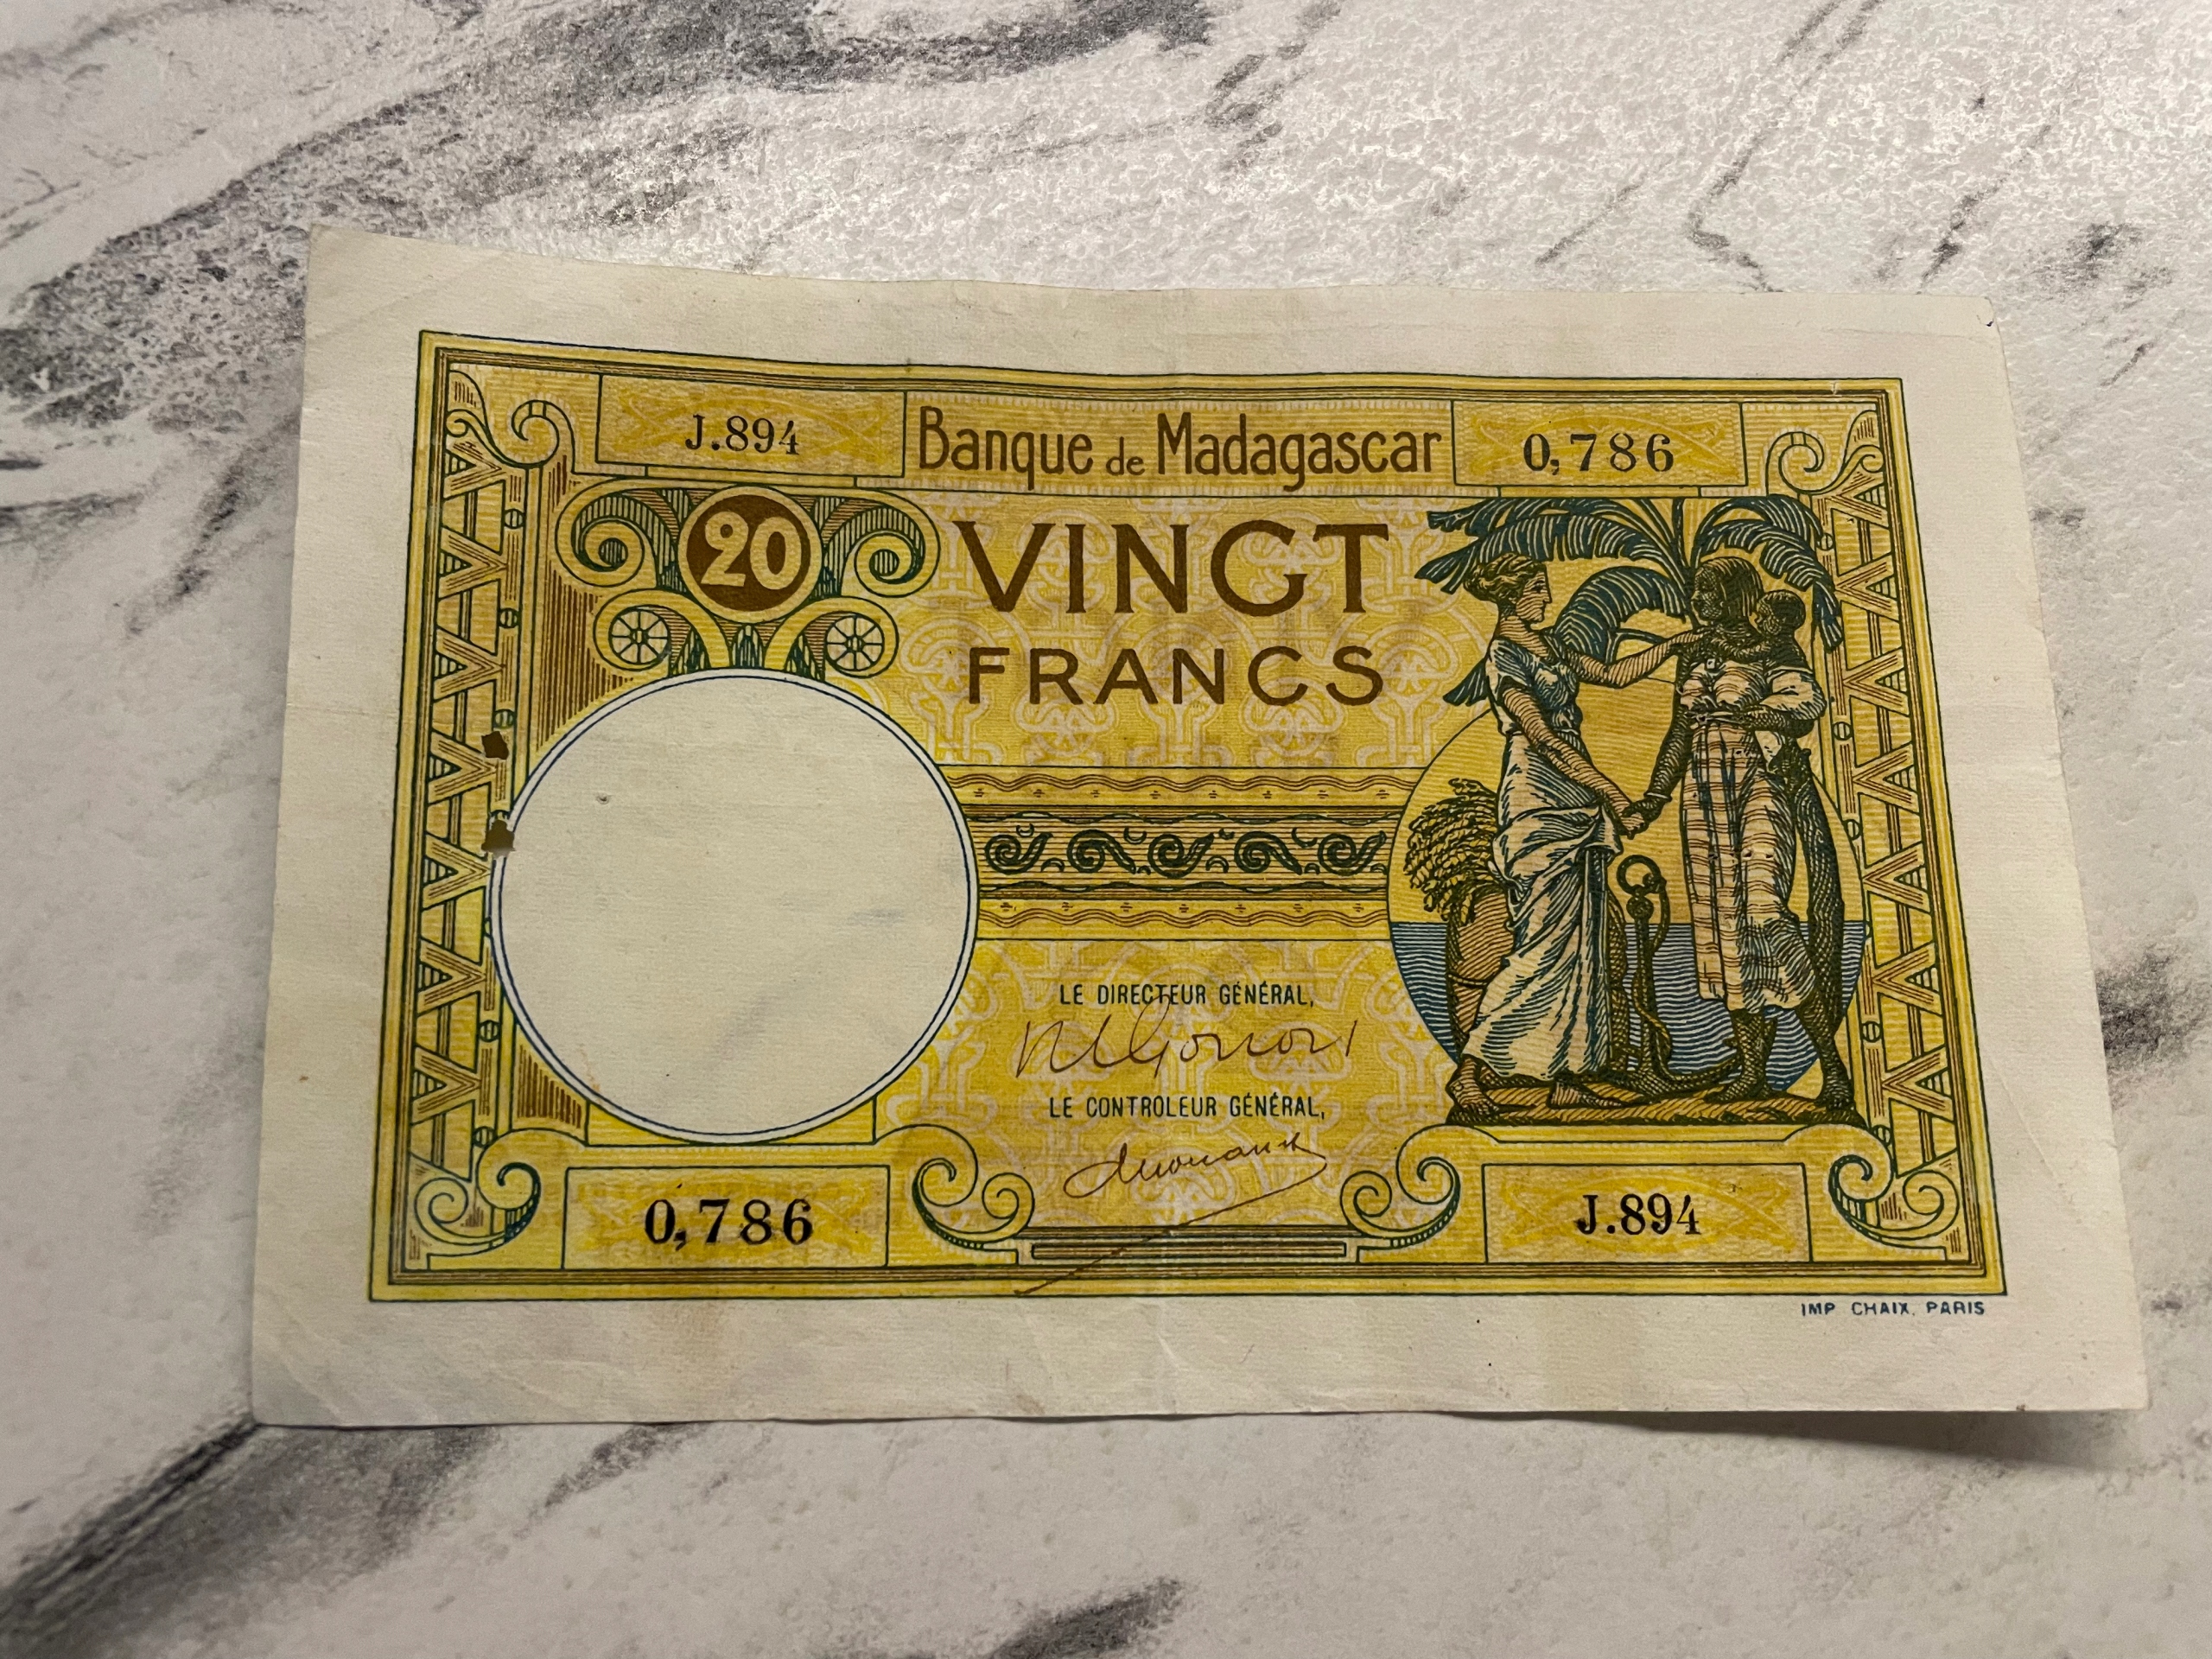 J.894
Banque de Madagascar
0,786
20
VINGT
FRANCS
LE DIRECTEUR GÉNÉRAL,
LE CONTROLEUR GÉNÉRAL,
0,786
J.894
IMP CHAIX. PARIS